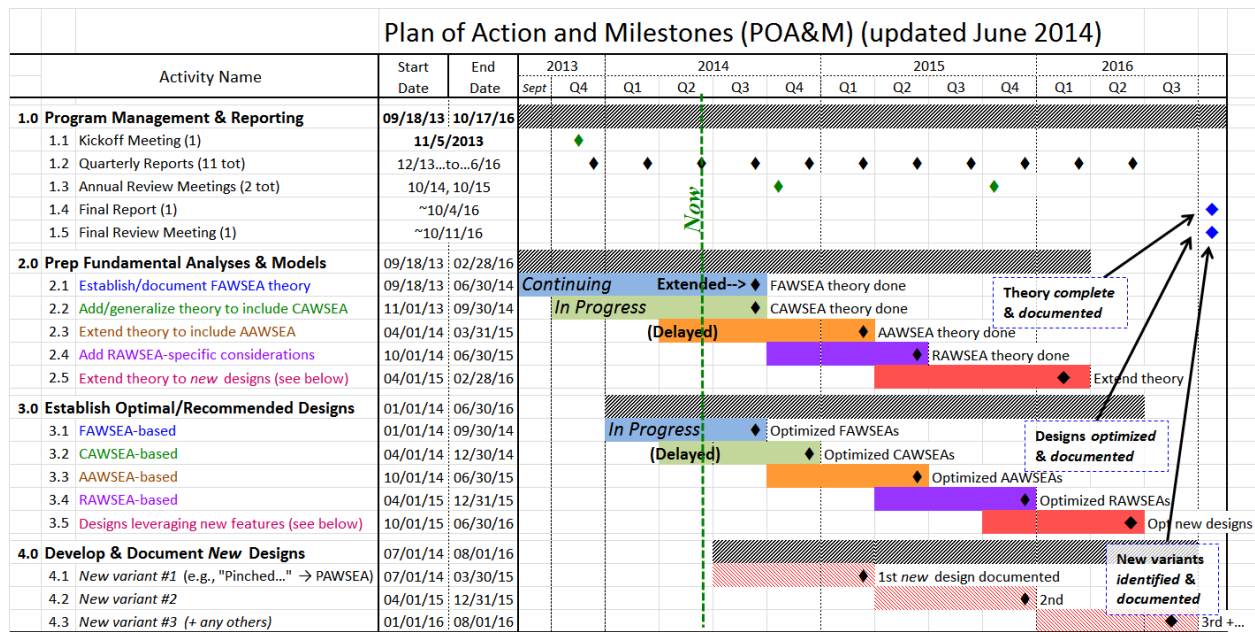 Plan of Action and Milestones (POA&M) (updated June 2014)
Activity Name Start Date End Date 2013 2014 2015 2016
Sept Q4 Q1 Q2 Q3 Q4 Q1 Q2 Q3 Q4 Q1 Q2 Q3
1.0 Program Management & Reporting 09/18/13 10/17/16
1.1 Kickoff Meeting (1) 11/5/2013
1.2 Quarterly Reports (11 tot) 12/13...to...6/16
1.3 Annual Review Meetings (2 tot) 10/14, 10/15
Now
1.4 Final Report (1) ~10/4/16
1.5 Final Review Meeting (1) ~10/11/16
2.0 Prep Fundamental Analyses & Models 09/18/13 02/28/16
2.1 Establish/document FAWSEA theory 09/18/13 06/30/14 Continuing Extended--> FAWSEA theory done
2.2 Add/generalize theory to include CAWSEA 11/01/13 09/30/14 In Progress CAWSEA theory done
Theory complete
& documented
2.3 Extend theory to include AAWSEA 04/01/14 03/31/15 (Delayed) AAWSEA theory done
2.4 Add RAWSEA-specific considerations 10/01/14 06/30/15 RAWSEA theory done
2.5 Extend theory to new designs (see below) 04/01/15 02/28/16 Extend theory
3.0 Establish Optimal/Recommended Designs 01/01/14 06/30/16
3.1 FAWSEA-based 01/01/14 09/30/14 In Progress Optimized FAWSEAs
Designs optimized
& documented
3.2 CAWSEA-based 04/01/14 12/30/14 (Delayed) Optimized CAWSEAs
3.3 AAWSEA-based 10/01/14 06/30/15 Optimized AAWSEAs
3.4 RAWSEA-based 04/01/15 12/31/15 Optimized RAWSEAs
3.5 Designs leveraging new features (see below) 10/01/15 06/30/16 Opt new designs
4.0 Develop & Document New Designs 07/01/14 08/01/16
New variants
identified &
documented
4.1 New variant #1 (e.g., "Pinched..." → PAWSEA) 07/01/14 03/30/15 1st new design documented
4.2 New variant #2 04/01/15 12/31/15 2nd
4.3 New variant #3 (+ any others) 01/01/16 08/01/16 3rd +...